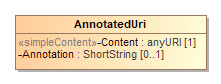 AnnotatedUri
«simpleContent» -Content : anyURI [1]
-Annotation : ShortString [0..1]